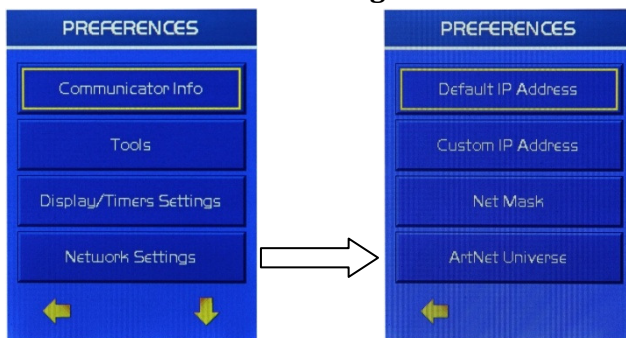 PREFERENCES
Communicator Info
Tools
Display/Timers Settings
Network Settings
PREFERENCES
Default IP Address
Custom IP Address
Net Mask
ArtNet Universe